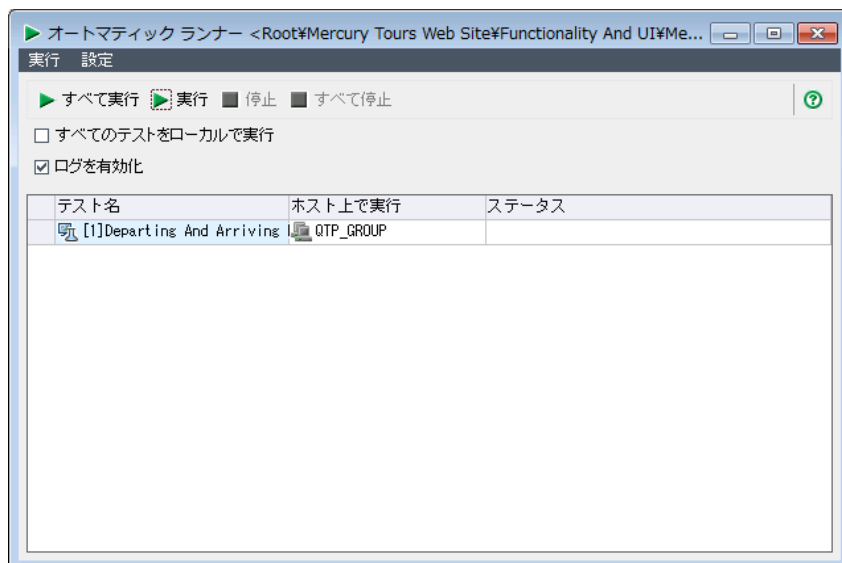 オートマティック ランナー <Root¥Mercury Tours Web Site¥Functionality And UI¥Me...
実行 設定
すべて実行 実行 停止 すべて停止
すべてのテストをローカルで実行
ログを有効化
テスト名 ホスト上で実行 ステータス
[1]Departing And Arriving QTP_GROUP